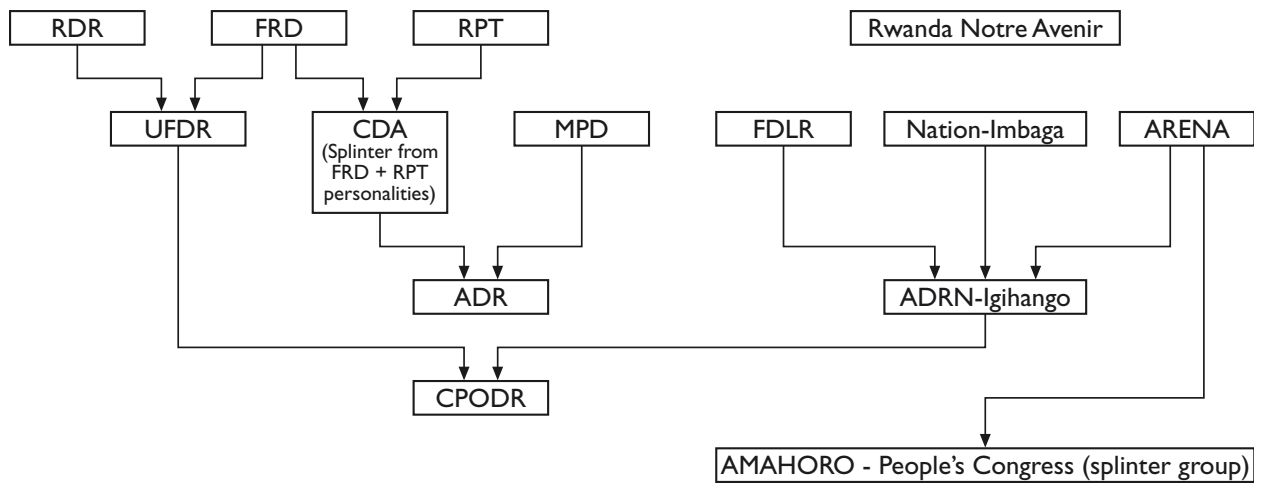 RDR
FRD
RPT
Rwanda Notre Avenir
UFDR
CDA
(Splinter from
FRD + RPT
personalities)
MPD
FDLR
Nation-Imbaga
ARENA
ADR
ADRN-Igihango
CPODR
AMAHORO - People's Congress (splinter group)